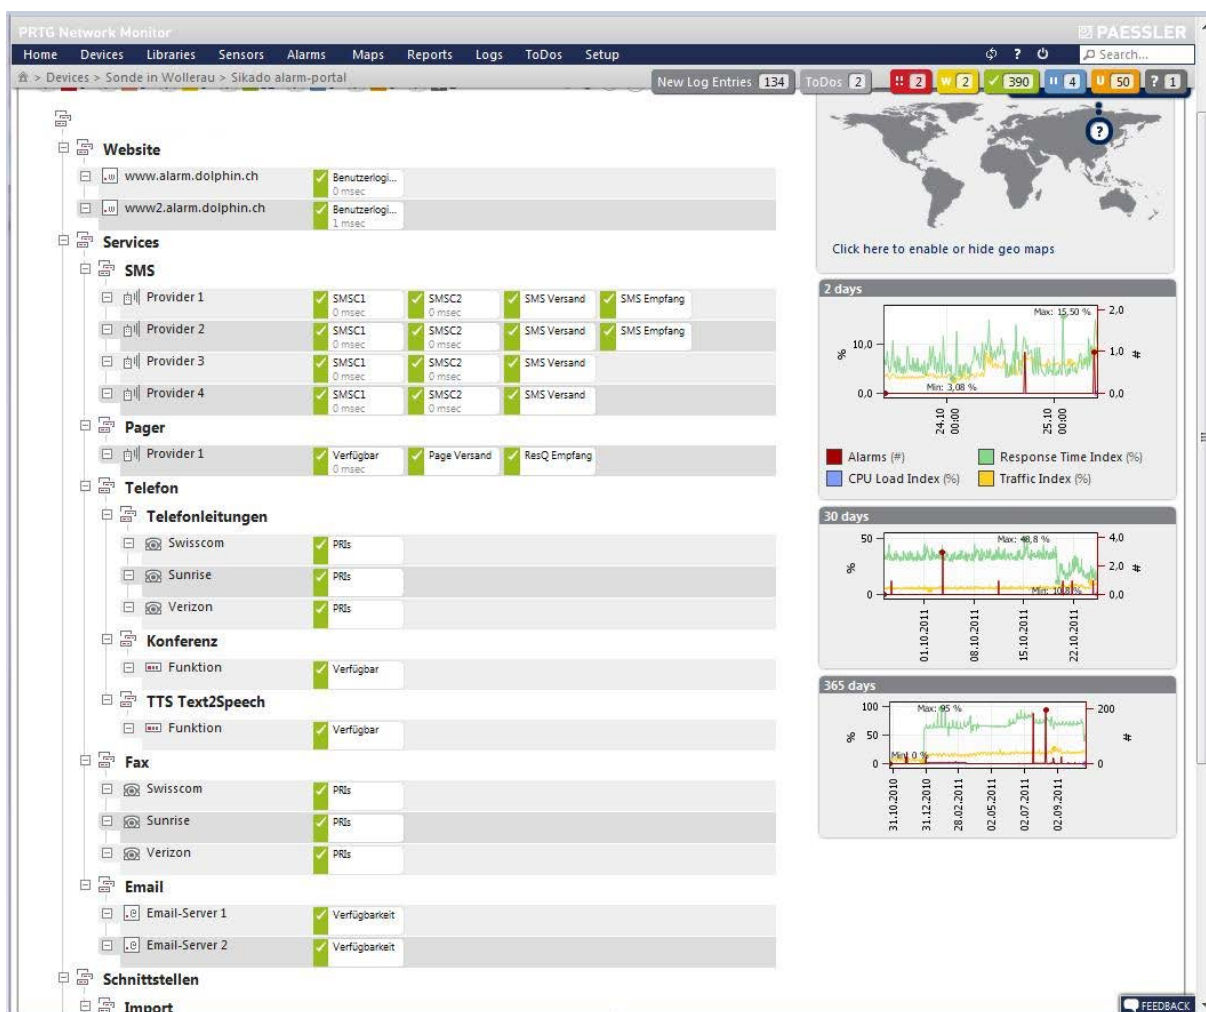 PRTG Network Monitor
PAESSLER
Home Devices Libraries Sensors Alarms Maps Reports Logs ToDos Setup ? Search...
> Devices > Sonde in Wollerau > Sikado alarm-portal
New Log Entries 134 ToDos 2 !! 2 W 2 390 II 4 U 50 ? 1
?
Website
www.alarm.dolphin.ch Benutzerlogi...
0 msec
www2.alarm.dolphin.ch Benutzerlogi...
1 msec
Services
SMS
Provider 1 SMSC1 SMSC2 SMS Versand SMS Empfang
0 msec 0 msec
Provider 2 SMSC1 SMSC2 SMS Versand SMS Empfang
0 msec 0 msec
Provider 3 SMSC1 SMSC2 SMS Versand
0 msec 0 msec
Provider 4 SMSC1 SMSC2 SMS Versand
0 msec 0 msec
Pager
Provider 1 Verfügbar Page Versand ResQ Empfang
0 msec
Telefon
Telefonleitungen
Swisscom PRIs
Sunrise PRIs
Verizon PRIs
Konferenz
Funktion Verfügbar
TTS Text2Speech
Funktion Verfügbar
Fax
Swisscom PRIs
Sunrise PRIs
Verizon PRIs
Email
Email-Server 1 Verfügbarkeit
Email-Server 2 Verfügbarkeit
Schnittstellen
Import
Click here to enable or hide geo maps
2 days
Max: 15,50 %
2,0
10,0
1,0
%
#
Min: 3,08 %
0,0
0,0
24.10 00:00
25.10 00:00
Alarms (#) Response Time Index (%)
CPU Load Index (%) Traffic Index (%)
30 days
50
Max: 48,8 %
4,0
%
2,0
#
Min: 10,8 %
0
0,0
01.10.2011
08.10.2011
15.10.2011
22.10.2011
365 days
100
Max: 95 %
200
50
%
#
Min: 0 %
0
0
31.10.2010
31.12.2010
28.02.2011
02.05.2011
02.07.2011
02.09.2011
FEEDBACK